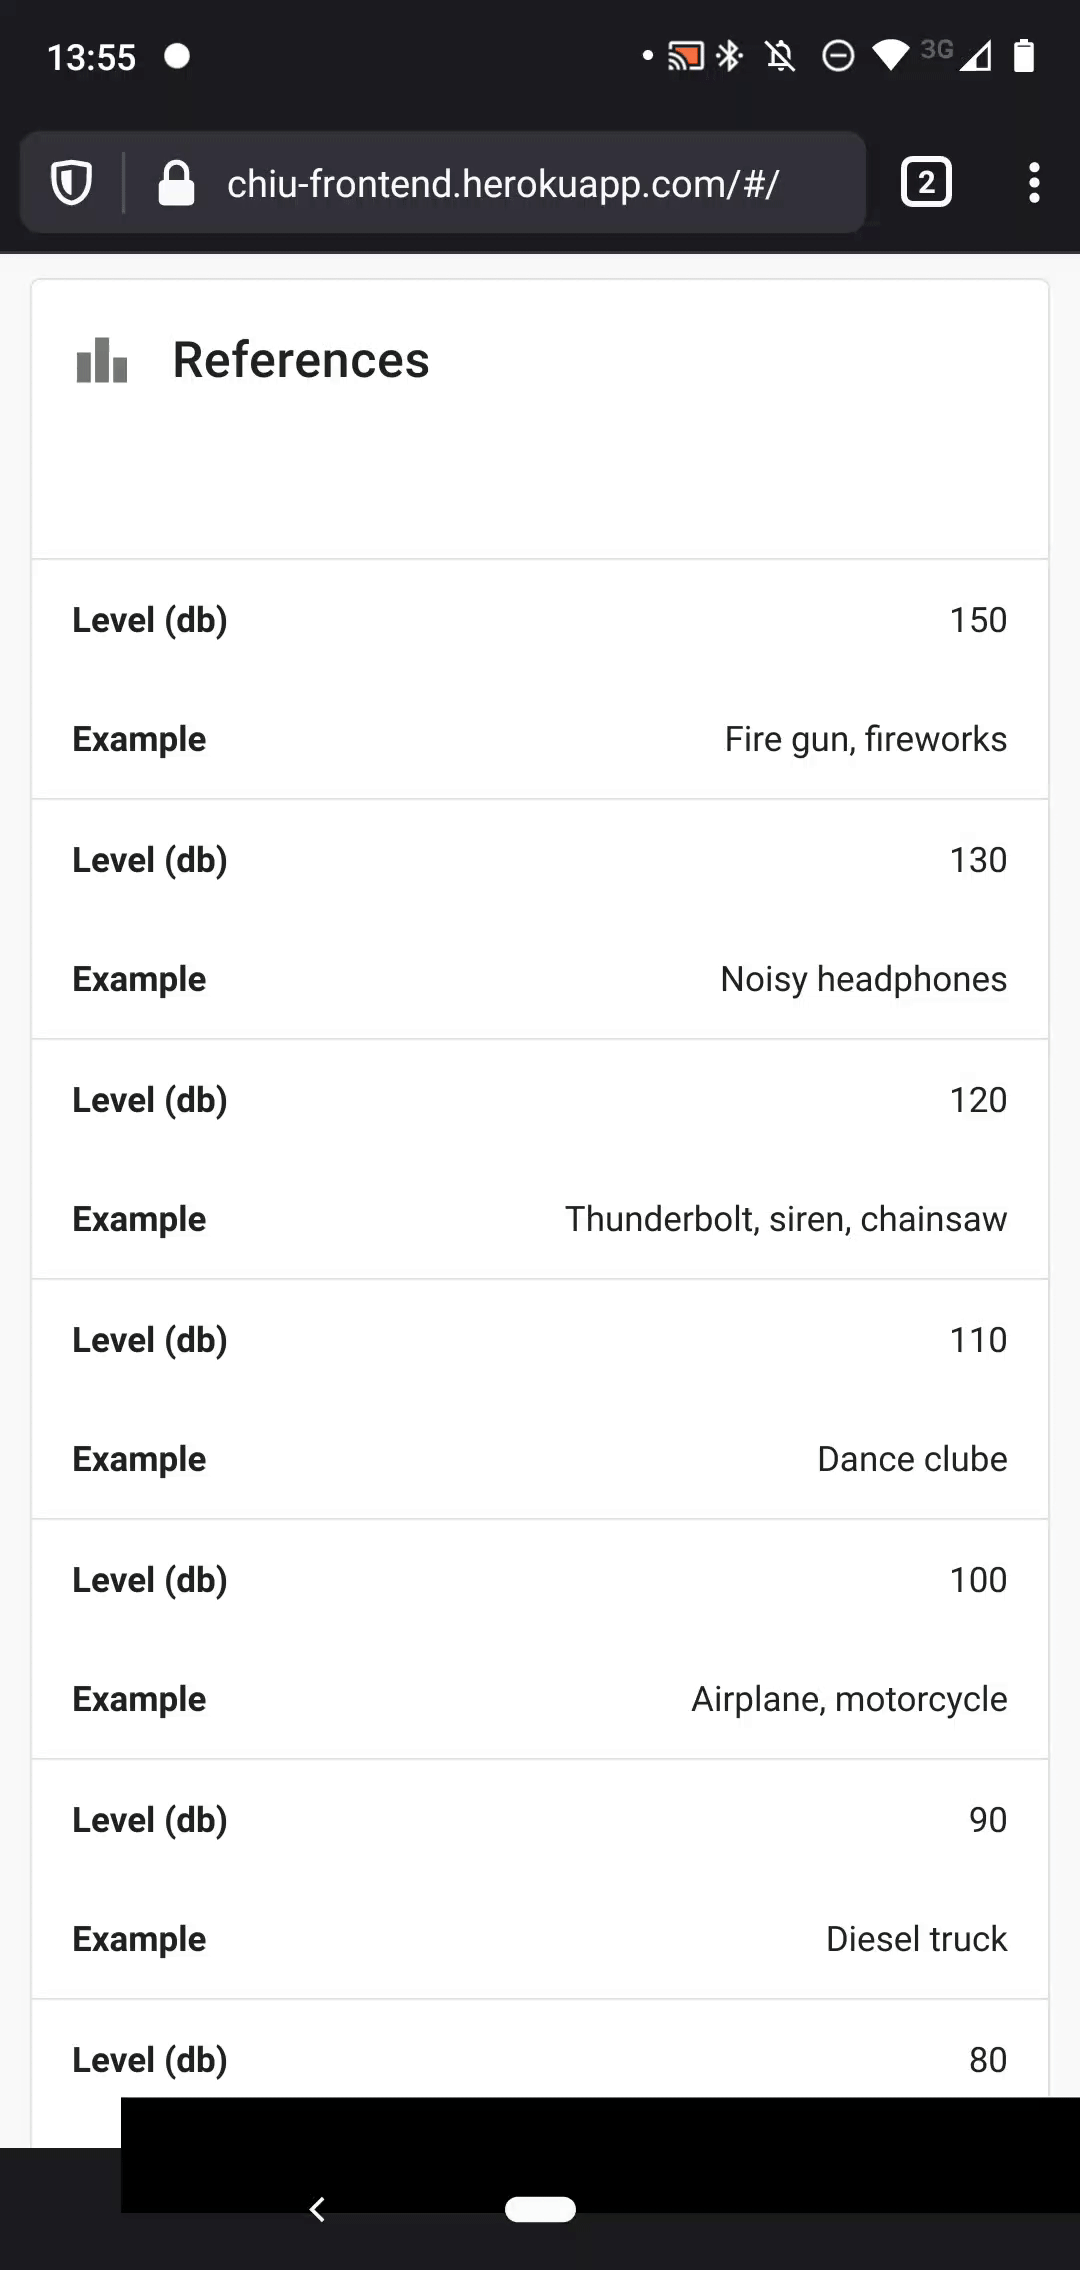 13:55
3G
chiu-frontend.herokuapp.com/#/
2
References
Level (db) 150
Example Fire gun, fireworks
Level (db) 130
Example Noisy headphones
Level (db) 120
Example Thunderbolt, siren, chainsaw
Level (db) 110
Example Dance clube
Level (db) 100
Example Airplane, motorcycle
Level (db) 90
Example Diesel truck
Level (db) 80